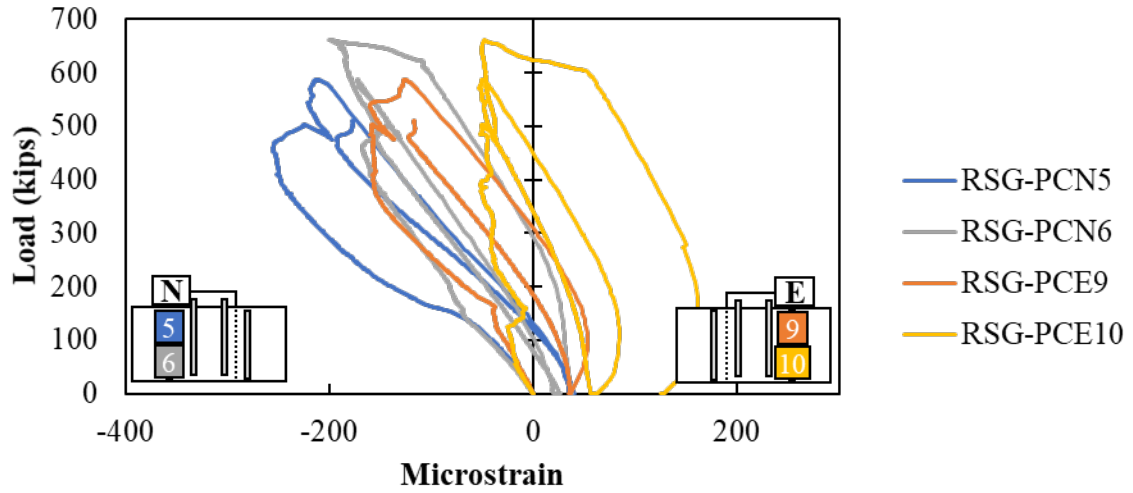 700
600
500
400
300
200
100
0
Load (kips)
-400
-200
0
200
Microstrain
N
5
6
E
9
10
RSG-PCN5
RSG-PCN6
RSG-PCE9
RSG-PCE10